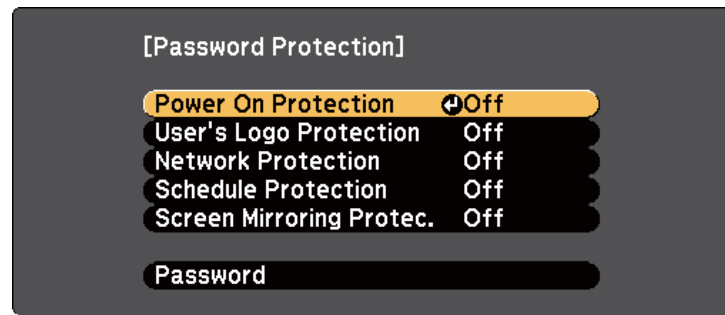 [Password Protection]
Power On Protection Off
User's Logo Protection Off
Network Protection Off
Schedule Protection Off
Screen Mirroring Protec. Off
Password